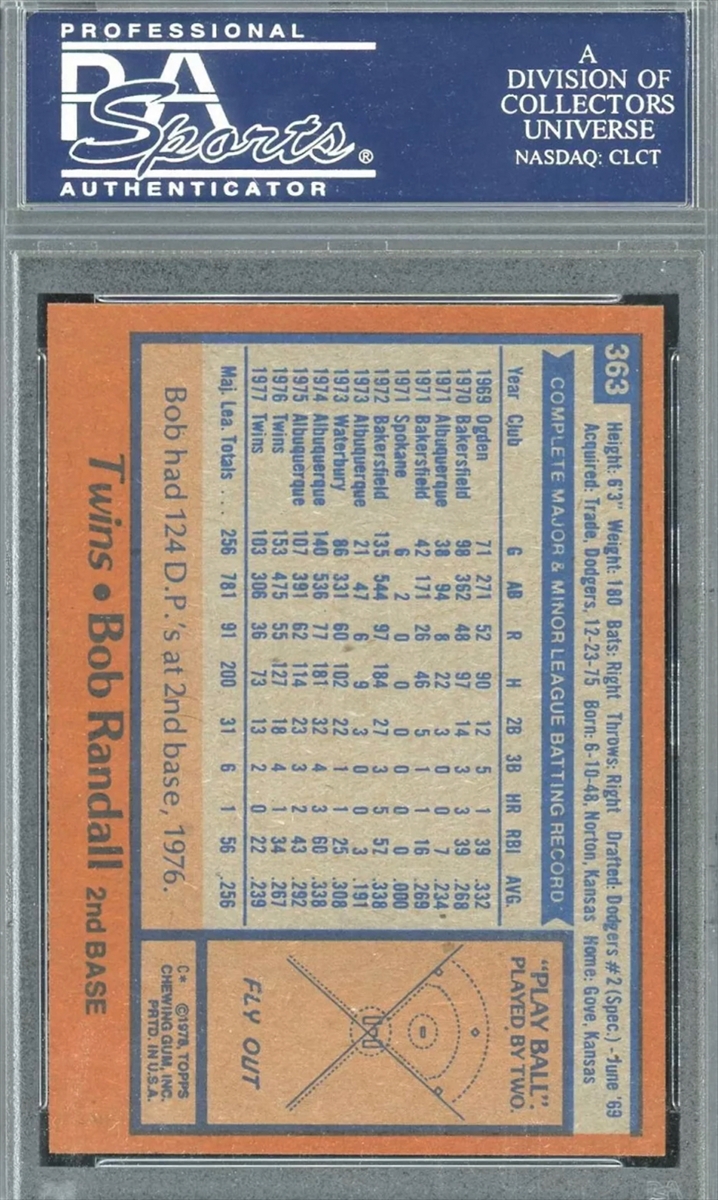 PROFESSIONAL
PSA
Sports®
AUTHENTICATOR
A
DIVISION OF
COLLECTORS
UNIVERSE
NASDAQ: CLCT
363
Height: 6'3" Weight: 180 Bats: Right Throws: Right Drafted: Dodgers #2 (Spec.) - June '69
Acquired: Trade, Dodgers, 12-23-75 Born: 6-10-48, Norton, Kansas Home: Gove, Kansas
COMPLETE MAJOR & MINOR LEAGUE BATTING RECORD
Year Club G AB R H 2B 3B HR RBI AVG.
1969 Ogden 71 271 52 90 12 5 1 39 .332
1970 Bakersfield 98 362 48 97 14 3 3 39 .268
1971 Albuquerque 38 94 8 22 3 0 0 7 .234
1971 Bakersfield 42 171 26 46 5 1 1 16 .269
1971 Spokane 6 2 0 0 0 0 0 0 .000
1972 Bakersfield 135 544 97 184 27 3 5 57 .338
1973 Albuquerque 21 47 6 9 3 0 0 3 .191
1973 Waterbury 86 331 60 102 22 1 1 25 .308
1974 Albuquerque 140 536 77 181 32 4 3 60 .338
1975 Albuquerque 107 391 62 114 23 3 2 43 .292
1976 Twins 153 475 55 127 18 4 1 34 .267
1977 Twins 103 306 36 73 13 2 0 22 .239
Maj. Lea. Totals ... 256 781 91 200 31 6 1 56 .256
Bob had 124 D.P.'s at 2nd base, 1976.
"PLAY BALL".
PLAYED BY TWO.
FLY OUT
C* ©1978, TOPPS
CHEWING GUM, INC.
PRTD. IN U.S.A.
Twins • Bob Randall 2nd BASE